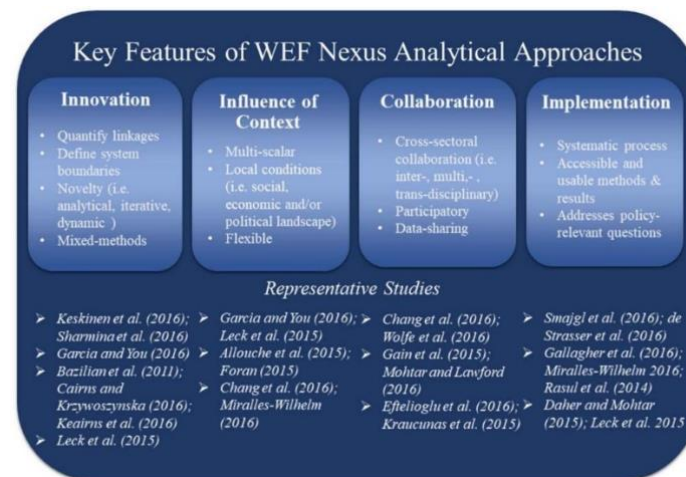 Key Features of WEF Nexus Analytical Approaches
Innovation
• Quantify linkages
• Define system
boundaries
• Novelty (i.e.
analytical, iterative,
dynamic )
• Mixed-methods
Influence of
Context
• Multi-scalar
• Local conditions
(i.e. social,
economic and/or
political landscape)
• Flexible
Collaboration
• Cross-sectoral
collaboration (i.e.
inter-, multi,- ,
trans-disciplinary)
• Participatory
• Data-sharing
Implementation
• Systematic process
• Accessible and
usable methods &
results
• Addresses policy-
relevant questions
Representative Studies
➢ Keskinen et al. (2016);
Sharmina et al. (2016)
➢ Garcia and You (2016)
➢ Bazilian et al. (2011);
Cairns and
Krzywoszynska (2016);
Keairns et al. (2016)
➢ Leck et al. (2015)
➢ Garcia and You (2016);
Leck et al. (2015)
➢ Allouche et al. (2015);
Foran (2015)
➢ Chang et al. (2016);
Miralles-Wilhelm
(2016)
➢ Chang et al. (2016);
Wolfe et al. (2016)
➢ Gain et al. (2015);
Mohtar and Lawford
(2016)
➢ Eftelioglu et al. (2016);
Kraucunas et al. (2015)
➢ Smajgl et al. (2016); de
Strasser et al. (2016)
➢ Gallagher et al. (2016);
Miralles-Wilhelm 2016;
Rasul et al. (2014)
➢ Daher and Mohtar
(2015); Leck et al. 2015